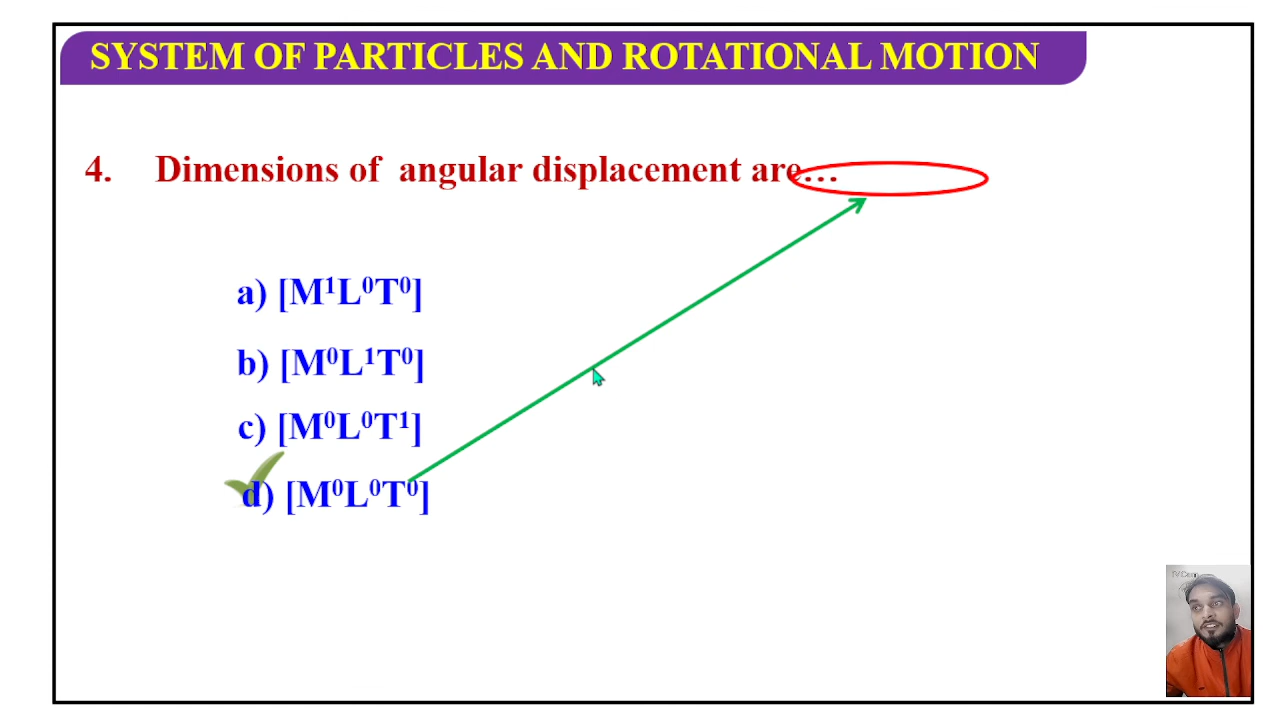 SYSTEM OF PARTICLES AND ROTATIONAL MOTION
4. Dimensions of angular displacement are…
a) [M¹L⁰T⁰]
b) [M⁰L¹T⁰]
c) [M⁰L⁰T¹]
d) [M⁰L⁰T⁰]